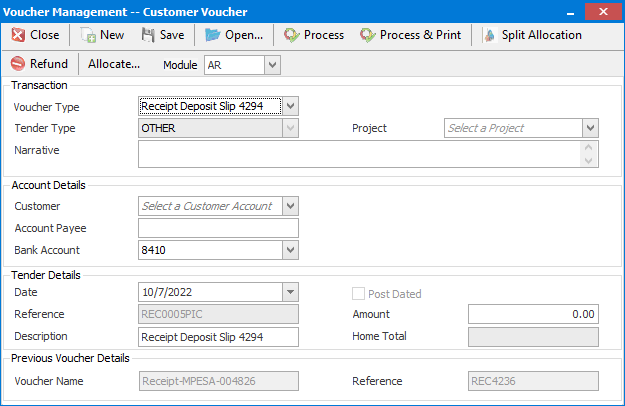 Voucher Management -- Customer Voucher
Close New Save Open... Process Process & Print Split Allocation
Refund Allocate... Module AR
Transaction
Voucher Type Receipt Deposit Slip 4294
Tender Type OTHER Project Select a Project
Narrative
Account Details
Customer Select a Customer Account
Account Payee
Bank Account 8410
Tender Details
Date 10/7/2022 Post Dated
Reference REC0005PIC Amount 0.00
Description Receipt Deposit Slip 4294 Home Total
Previous Voucher Details
Voucher Name Receipt-MPESA-004826 Reference REC4236